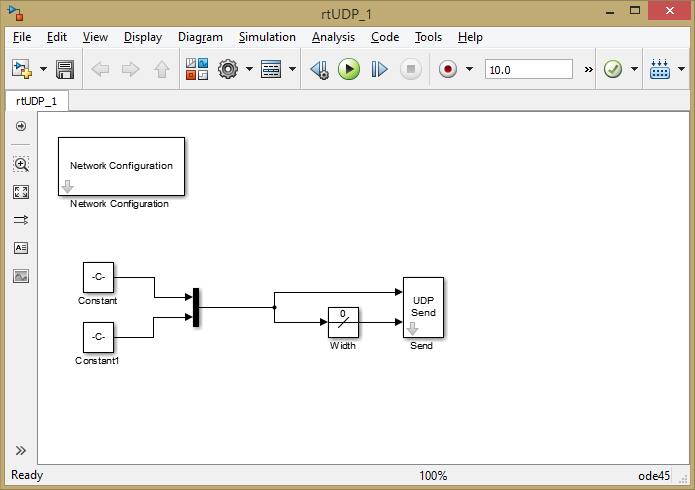 rtUDP_1
File Edit View Display Diagram Simulation Analysis Code Tools Help
10.0
rtUDP_1
Network Configuration
Network Configuration
-C-
Constant
-C-
Constant1
0
Width
UDP
Send
Send
Ready 100% ode45